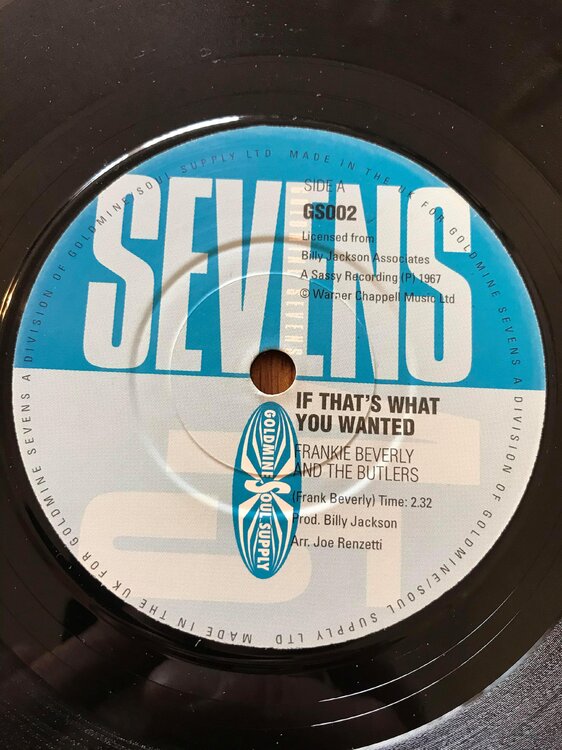 GOLDMINE SEVENS A DIVISION OF GOLDMINE/SOUL SUPPLY LTD MADE IN THE UK FOR GOLDMINE SEVENS A DIVISION OF GOLDMINE/SOUL SUPPLY LTD MADE IN THE UK FOR
SEVENS
GOLDMINE SEVENS
SIDE A
GS002
Licensed from
Billy Jackson Associates
A Sassy Recording (P) 1967
© Warner Chappell Music Ltd
IF THAT'S WHAT
YOU WANTED
FRANKIE BEVERLY
AND THE BUTLERS
(Frank Beverly) Time: 2.32
Prod. Billy Jackson
Arr. Joe Renzetti
GOLDMINE SOUL SUPPLY